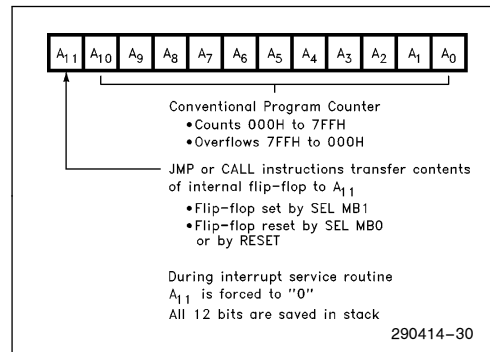 A11 A10 A9 A8 A7 A6 A5 A4 A3 A2 A1 A0
Conventional Program Counter
•Counts 000H to 7FFH
•Overflows 7FFH to 000H
JMP or CALL instructions transfer contents
of internal flip-flop to A11
•Flip-flop set by SEL MB1
•Flip-flop reset by SEL MB0
or by RESET
During interrupt service routine
A11 is forced to "0"
All 12 bits are saved in stack
290414-30